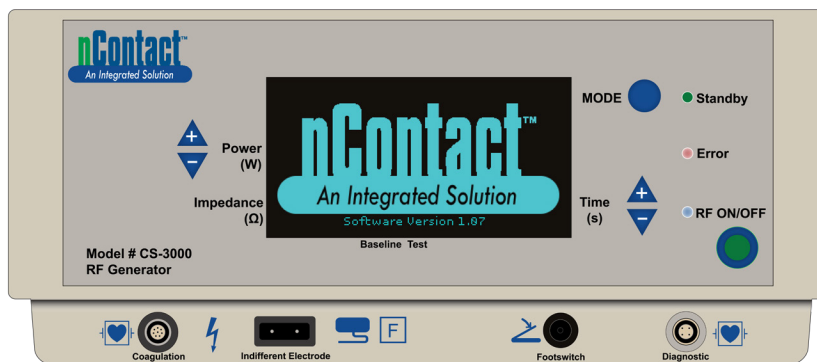 nContact™
An Integrated Solution
nContact™
An Integrated Solution
Software Version 1.07
MODE
Standby
Error
RF ON/OFF
+
−
Power
(W)
Impedance
(Ω)
Time
(s)
+
−
Baseline Test
Model # CS-3000
RF Generator
Coagulation
Indifferent Electrode
F
Footswitch
Diagnostic